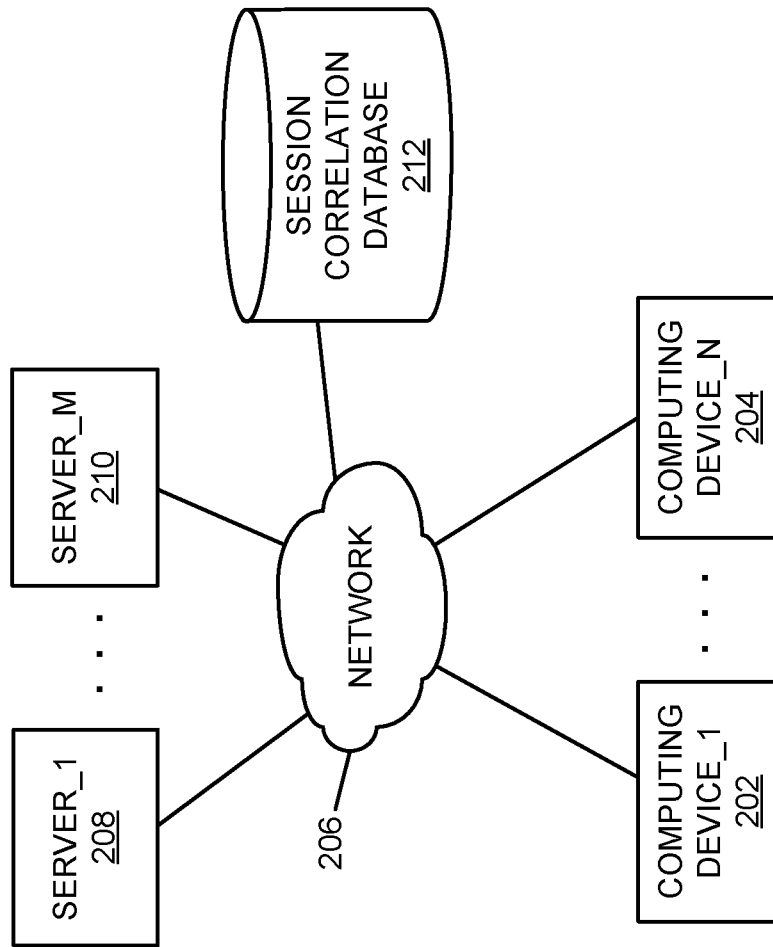 SERVER_1
208
. . .
SERVER_M
210
SESSION
CORRELATION
DATABASE
212
NETWORK
206
COMPUTING
DEVICE_1
202
. . .
COMPUTING
DEVICE_N
204